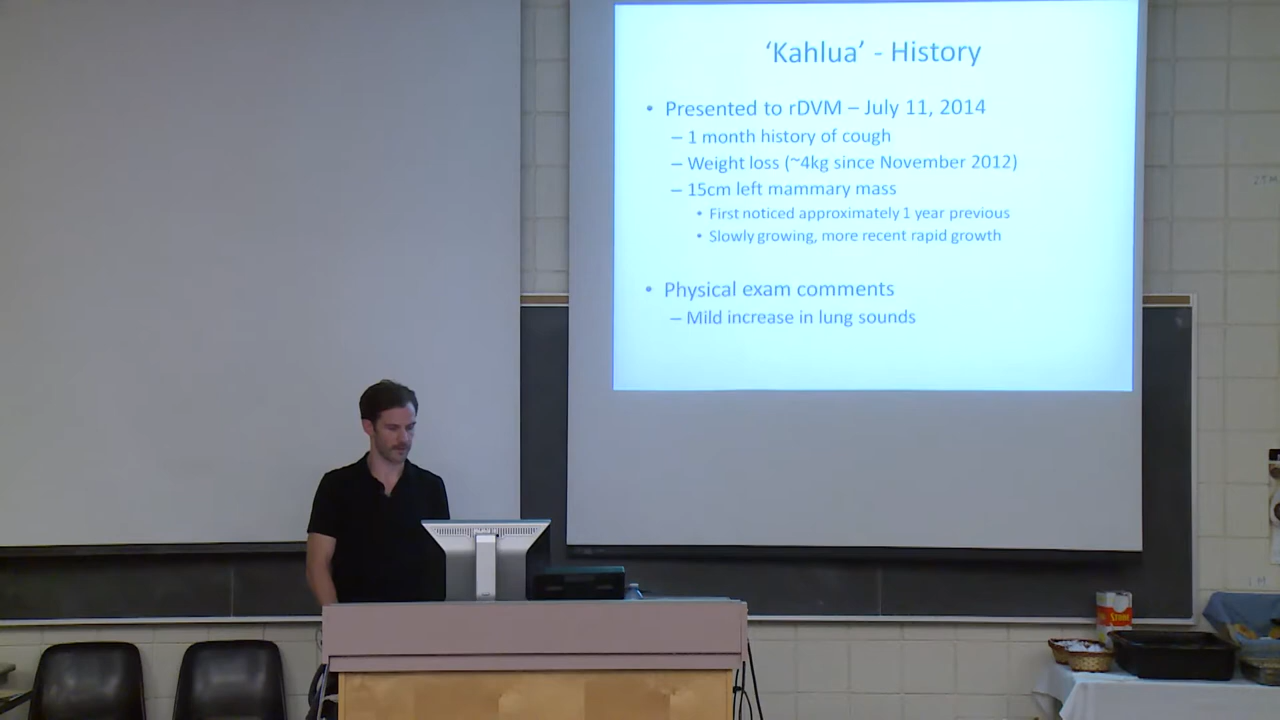 'Kahlua' - History
• Presented to rDVM – July 11, 2014
– 1 month history of cough
– Weight loss (~4kg since November 2012)
– 15cm left mammary mass
• First noticed approximately 1 year previous
• Slowly growing, more recent rapid growth
• Physical exam comments
– Mild increase in lung sounds